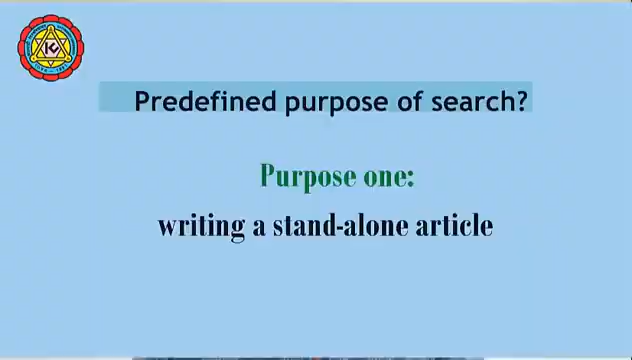 Predefined purpose of search?
Purpose one:
writing a stand-alone article